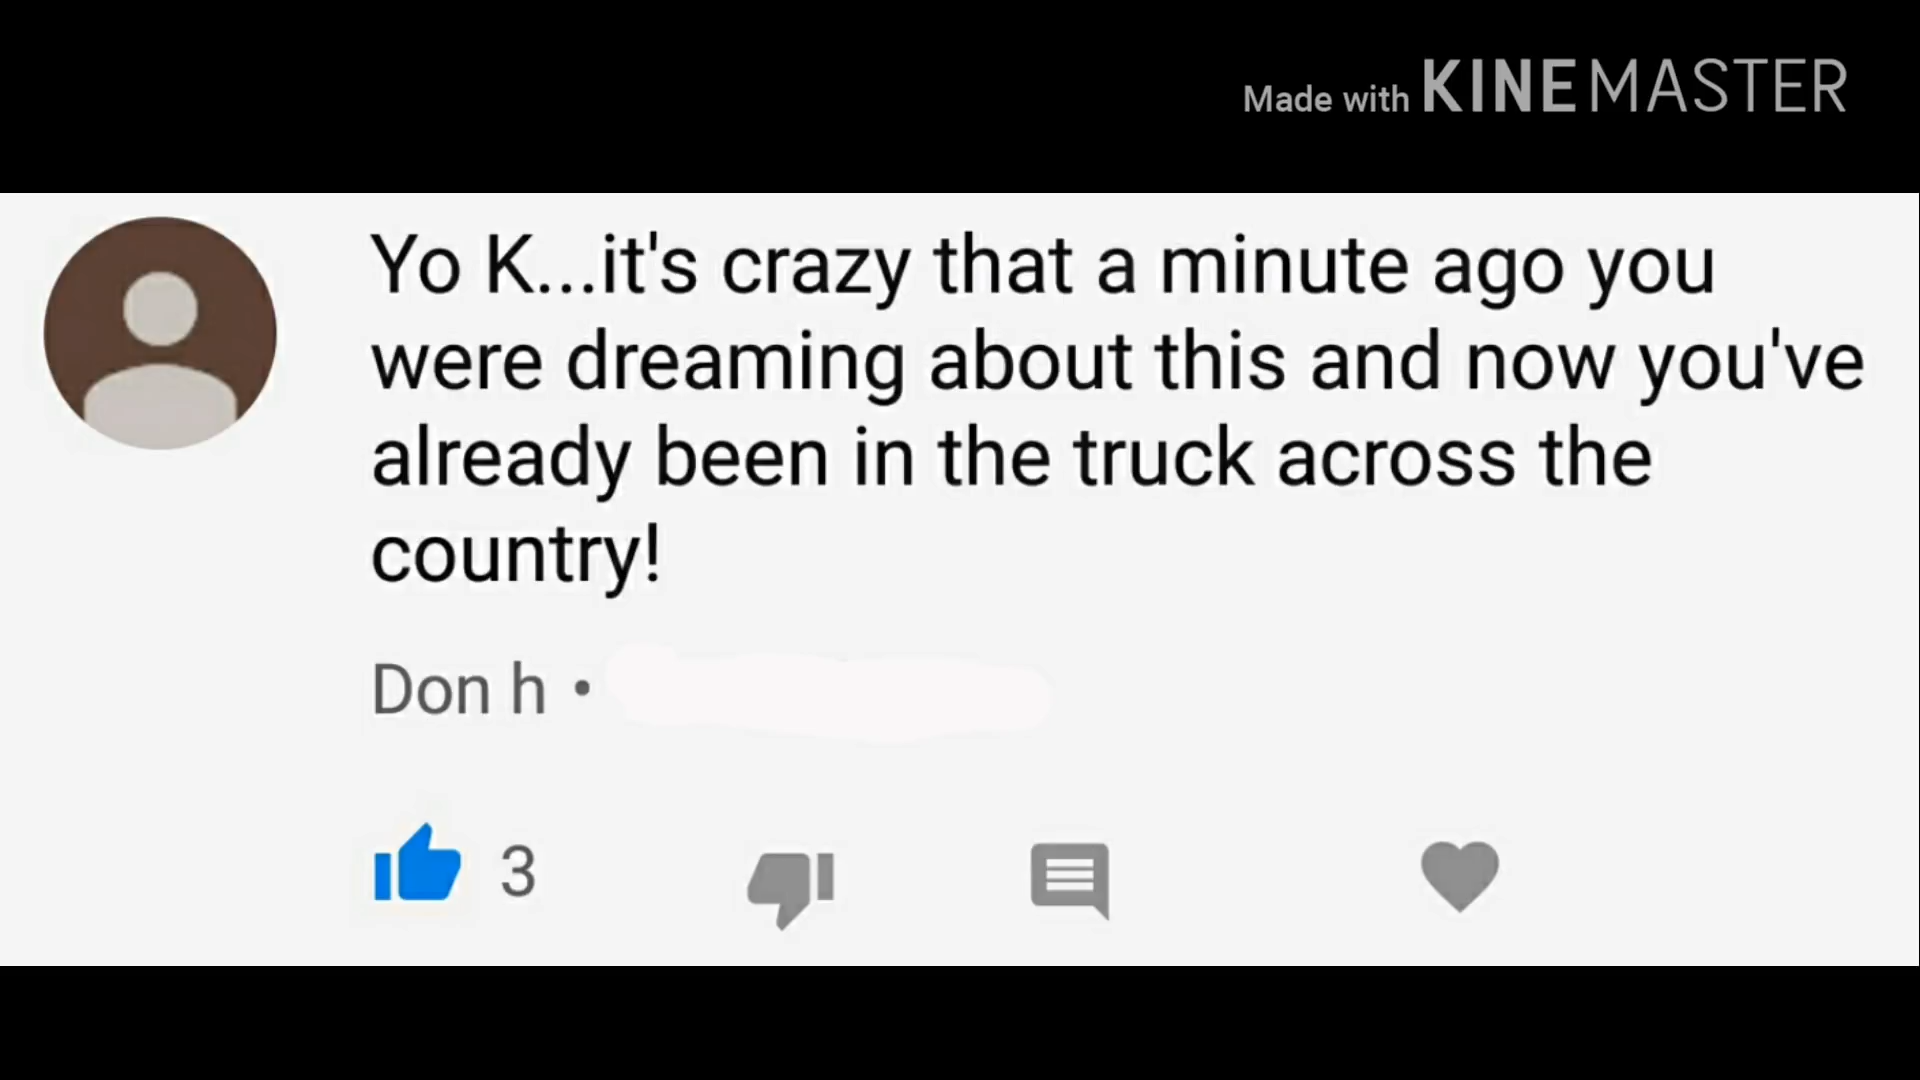 Made with KINEMASTER
Yo K...it's crazy that a minute ago you
were dreaming about this and now you've
already been in the truck across the
country!
Don h •
3